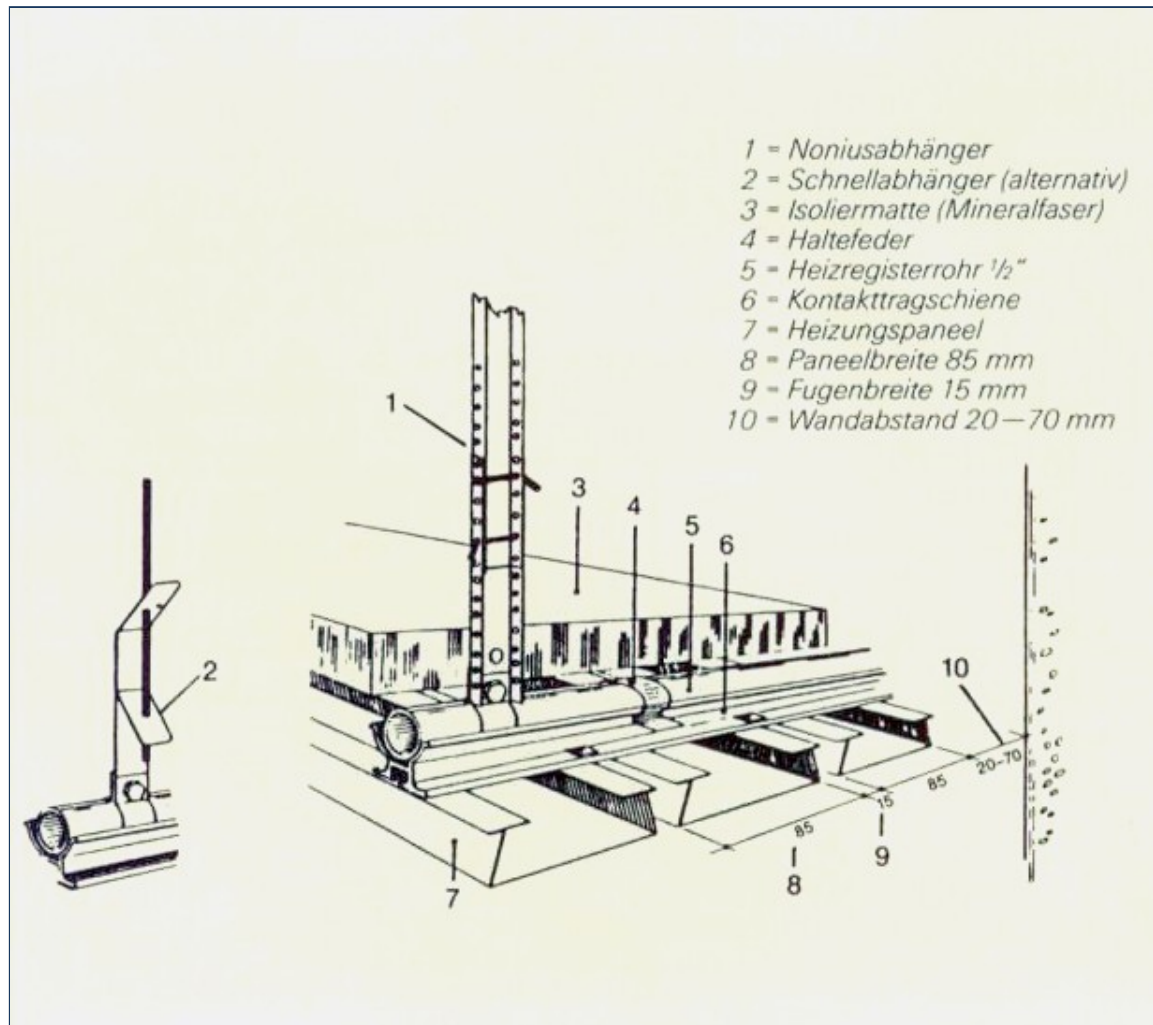 1 = Noniusabhänger
2 = Schnellabhänger (alternativ)
3 = Isoliermatte (Mineralfaser)
4 = Haltefeder
5 = Heizregisterrohr ½"
6 = Kontakttragschiene
7 = Heizungspaneel
8 = Paneelbreite 85 mm
9 = Fugenbreite 15 mm
10 = Wandabstand 20—70 mm
1
3
4
5
6
10
2
20-70
85
15
85
7
8
9